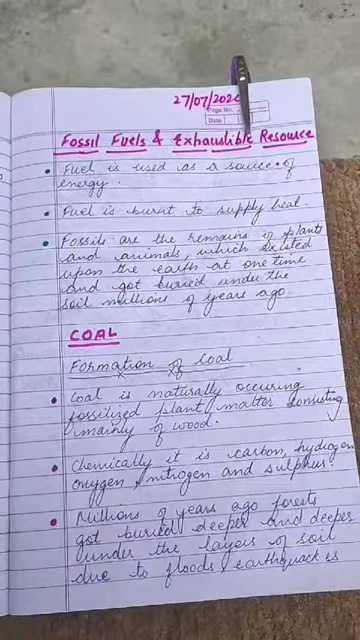 27/07/202
Page No.
Date
Fossil Fuels & Exhaustible Resource
• Fuel is used as a source of
energy.
• Fuel is burnt to supply heat.
• Fossils are the remains of plants
and animals, which existed
upon the earth at one time
and got buried under the
soil millions of years ago.
COAL
Formation of Coal
• Coal is naturally occuring
fossilized plant matter consisting
mainly of wood.
• Chemically it is carbon, hydrogen
oxygen, nitrogen and sulphur.
• Millions of years ago forests
got buried deeper and deeper
under the layers of soil
due to floods, earthquackes